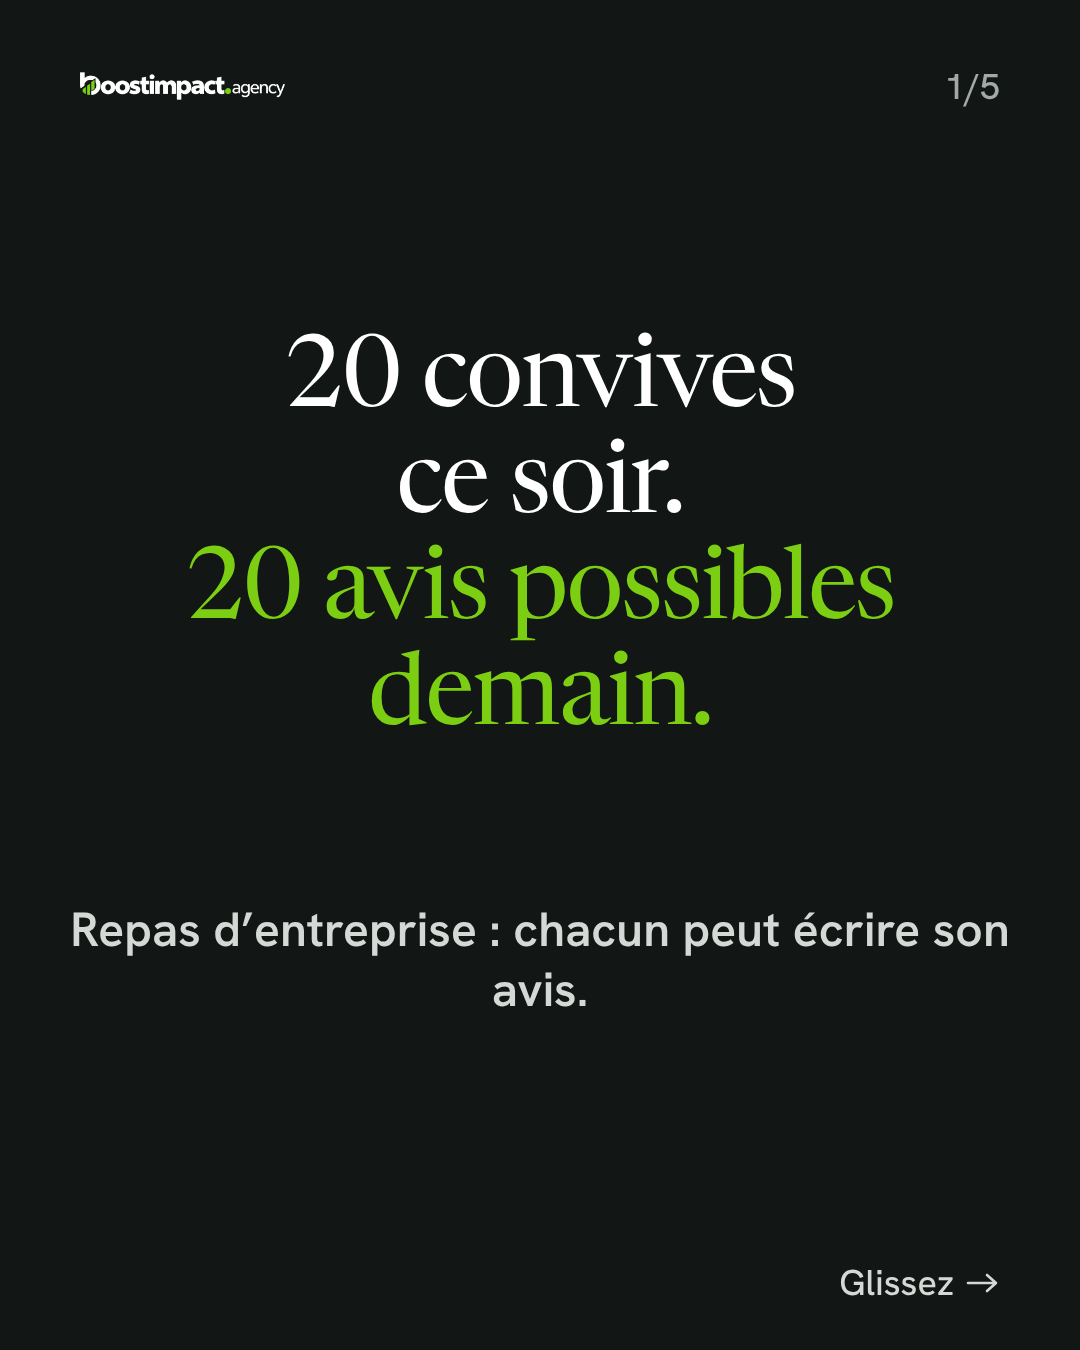 boostimpact.agency
1/5
20 convives
ce soir.
20 avis possibles
demain.
Repas d’entreprise : chacun peut écrire son
avis.
Glissez →